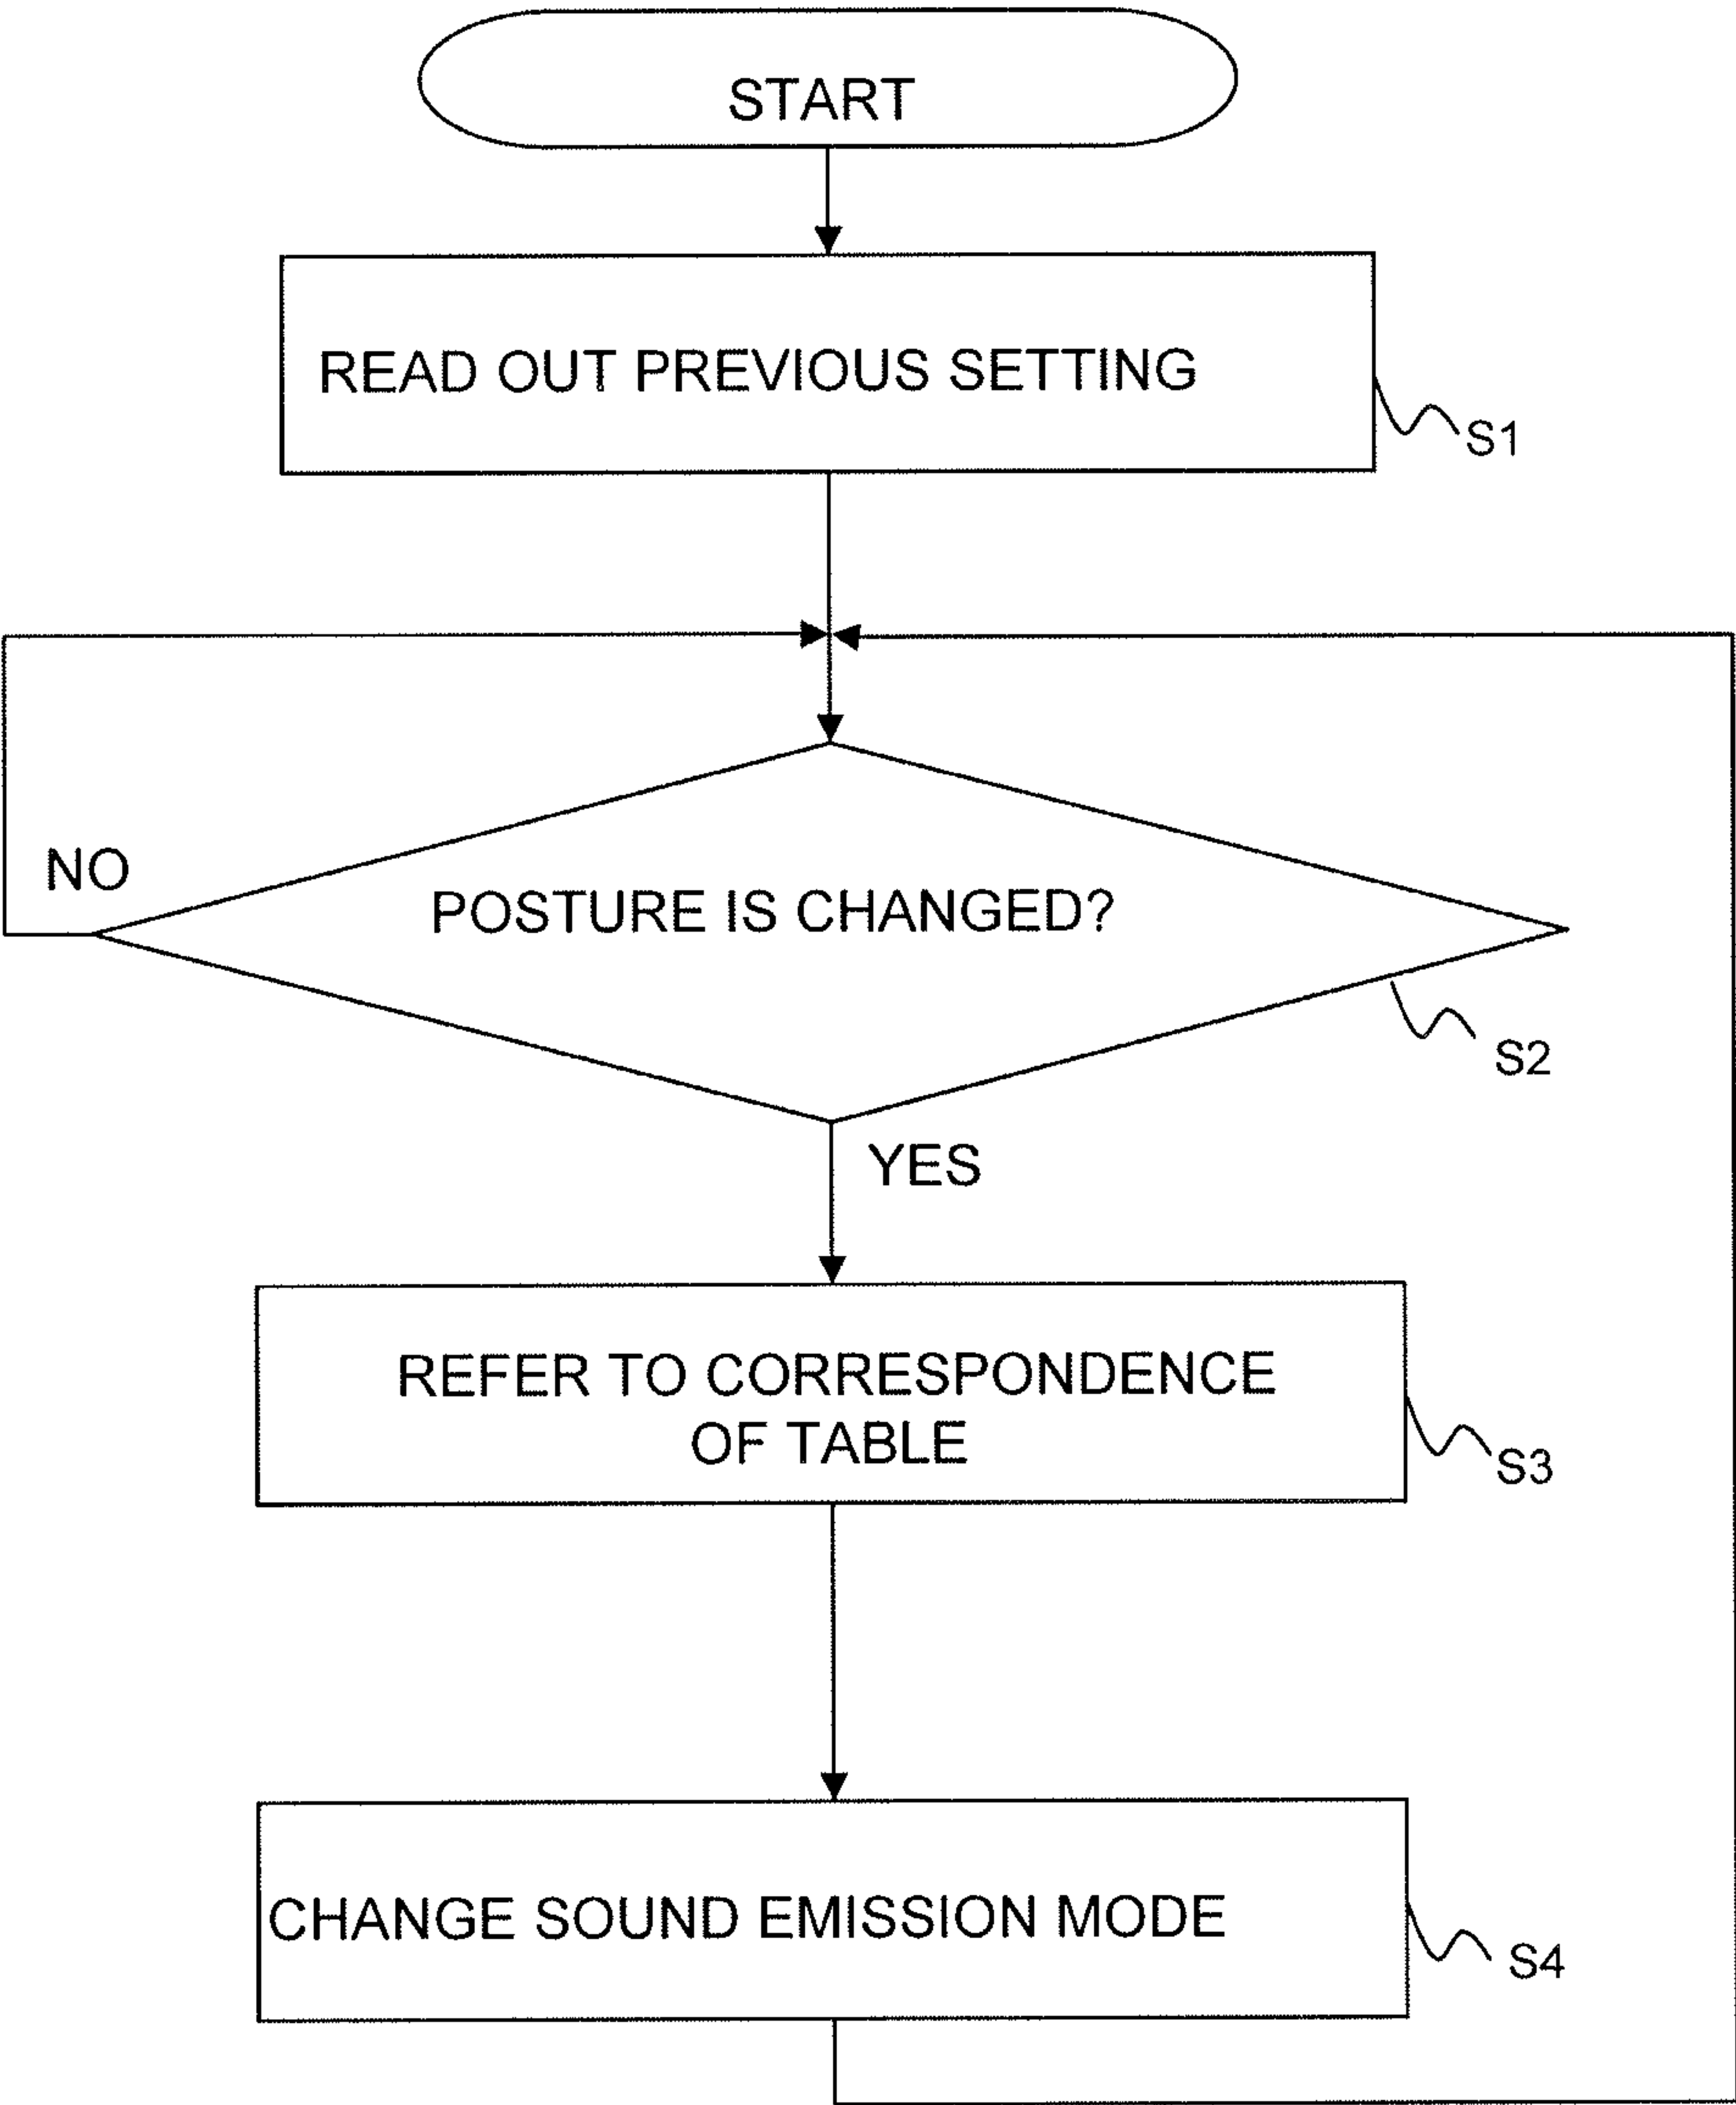 START
READ OUT PREVIOUS SETTING
S1
NO
POSTURE IS CHANGED?
S2
YES
REFER TO CORRESPONDENCE
OF TABLE
S3
CHANGE SOUND EMISSION MODE
S4